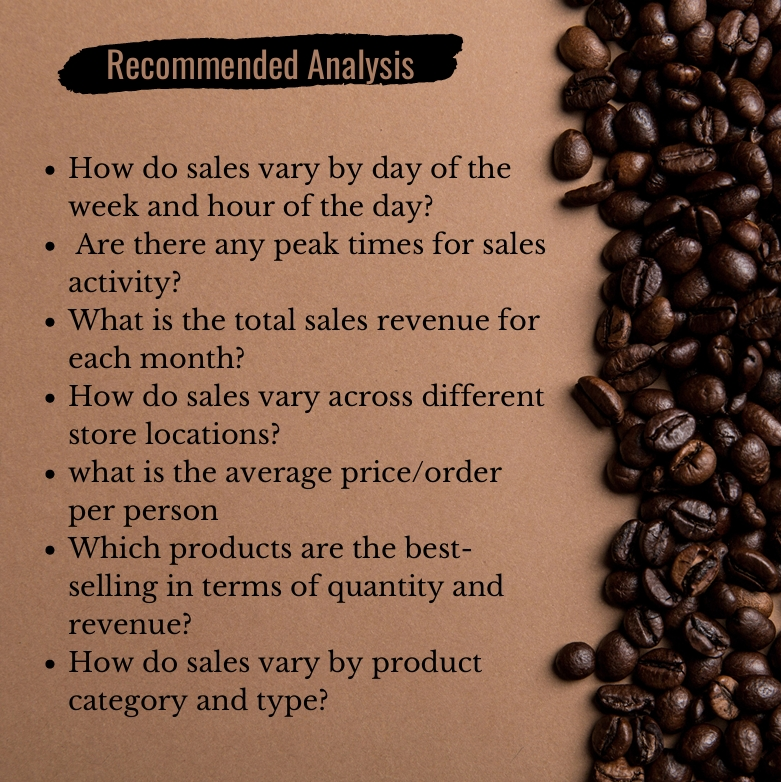 Recommended Analysis
• How do sales vary by day of the
week and hour of the day?
• Are there any peak times for sales
activity?
• What is the total sales revenue for
each month?
• How do sales vary across different
store locations?
• what is the average price/order
per person
• Which products are the best-
selling in terms of quantity and
revenue?
• How do sales vary by product
category and type?